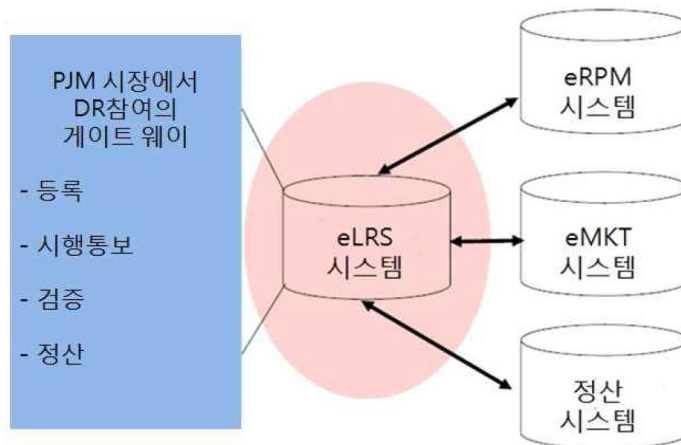 PJM 시장에서
DR참여의
게이트 웨이
- 등록
- 시행통보
- 검증
- 정산
eLRS
시스템
eRPM
시스템
eMKT
시스템
정산
시스템